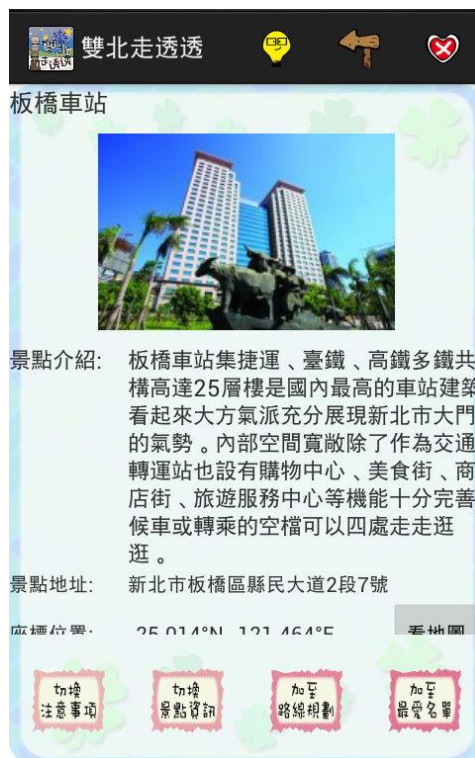 雙北走透透
板橋車站
景點介紹: 板橋車站集捷運、臺鐵、高鐵多鐵共
構高達25層樓是國內最高的車站建築
看起來大方氣派充分展現新北市大門
的氣勢。內部空間寬敞除了作為交通
轉運站也設有購物中心、美食街、商
店街、旅遊服務中心等機能十分完善
候車或轉乘的空檔可以四處走走逛
逛。
景點地址: 新北市板橋區縣民大道2段7號
座標位置: 25.014°N, 121.464°E 看地圖
切換
注意事項
切換
景點資訊
加至
路線規劃
加至
最愛名單